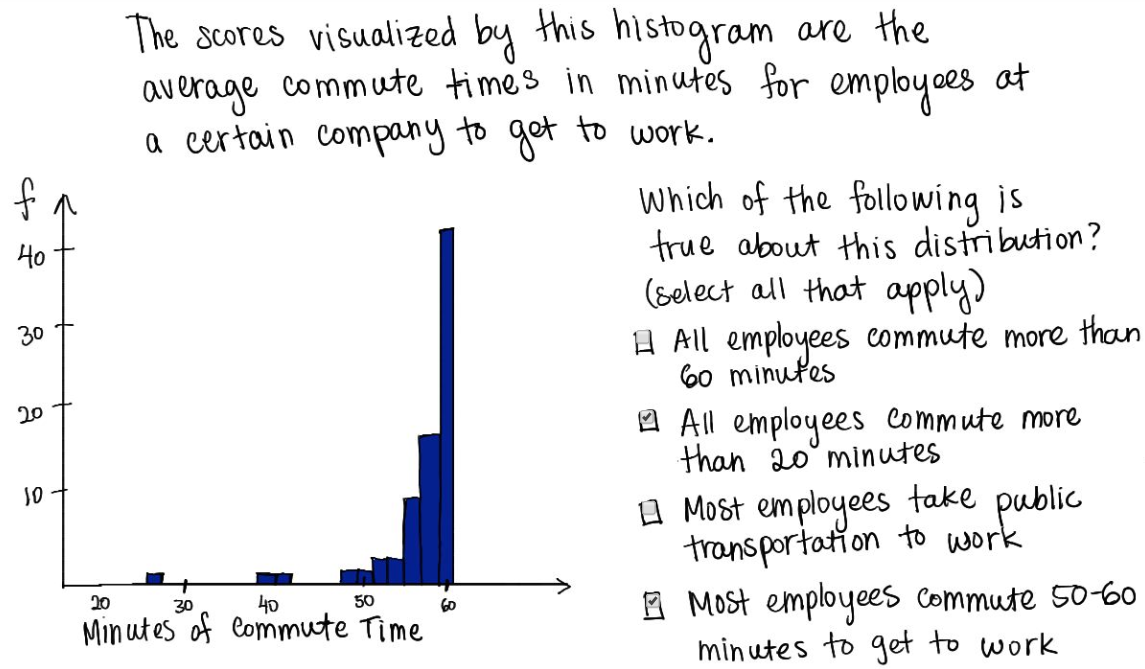 The scores visualized by this histogram are the
average commute times in minutes for employees at
a certain company to get to work.
f
40
30
20
10
20 30 40 50 60
Minutes of Commute Time
Which of the following is
true about this distribution?
(select all that apply)
All employees commute more than
60 minutes
All employees commute more
than 20 minutes
Most employees take public
transportation to work
Most employees commute 50-60
minutes to get to work